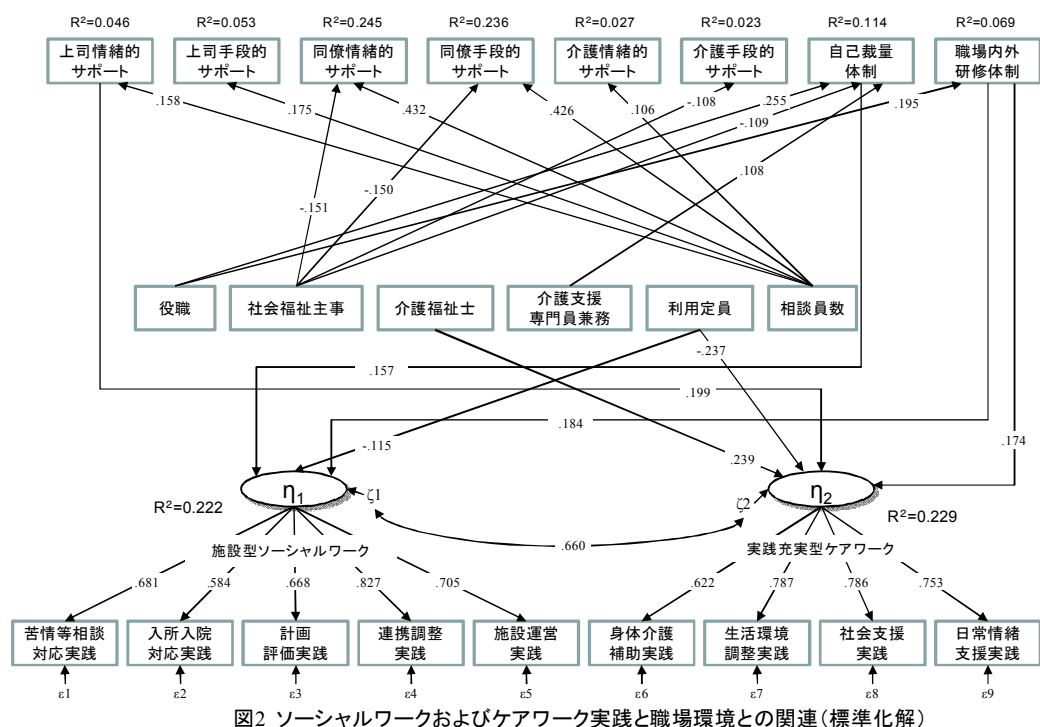 R²=0.046 R²=0.053 R²=0.245 R²=0.236 R²=0.027 R²=0.023 R²=0.114 R²=0.069
上司情緒的
サポート
上司手段的
サポート
同僚情緒的
サポート
同僚手段的
サポート
介護情緒的
サポート
介護手段的
サポート
自己裁量
体制
職場内外
研修体制
.158
.175
.432
.426
.106
-.108
.255
-.109
.195
.108
-.150
-.151
役職
社会福祉主事
介護福祉士
介護支援
専門員兼務
利用定員
相談員数
-.237
.157
.199
.184
.174
-.115
.239
η₁
ζ1
ζ2
η₂
R²=0.222
R²=0.229
.660
施設型ソーシャルワーク
実践充実型ケアワーク
.681
.584
.668
.827
.705
.622
.787
.786
.753
苦情等相談
対応実践
入所入院
対応実践
計画
評価実践
連携調整
実践
施設運営
実践
身体介護
補助実践
生活環境
調整実践
社会支援
実践
日常情緒
支援実践
ε1 ε2 ε3 ε4 ε5 ε6 ε7 ε8 ε9
図2 ソーシャルワークおよびケアワーク実践と職場環境との関連(標準化解)